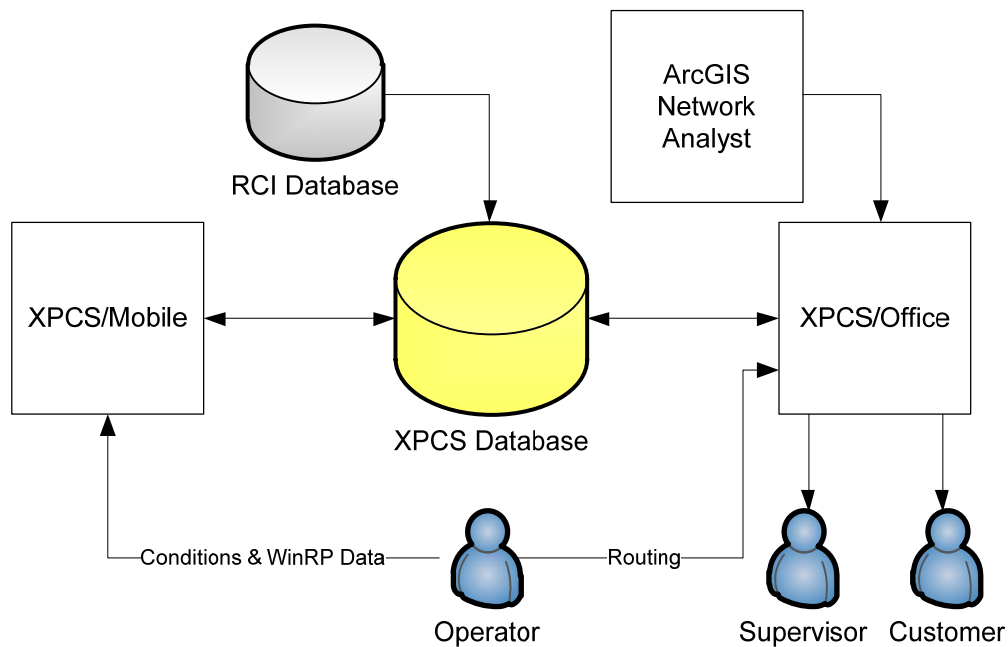 ArcGIS
Network
Analyst
RCI Database
XPCS/Mobile
XPCS/Office
XPCS Database
Conditions & WinRP Data
Routing
Operator
Supervisor
Customer